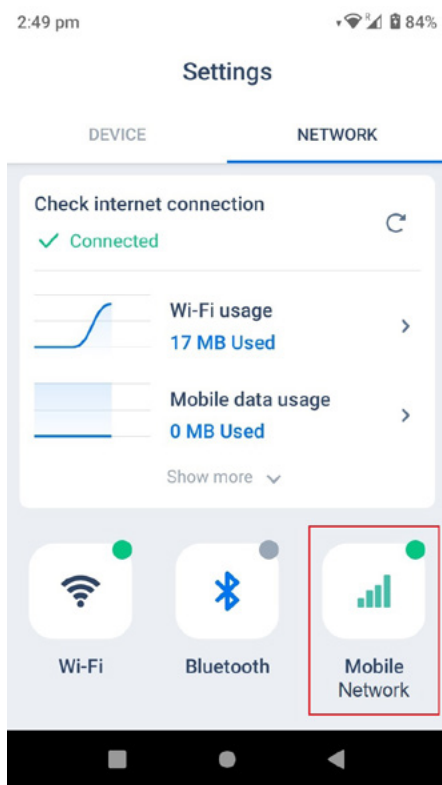 2:49 pm
R
84%
Settings
DEVICE
NETWORK
Check internet connection
Connected
Wi-Fi usage
17 MB Used
Mobile data usage
0 MB Used
Show more
Wi-Fi
Bluetooth
Mobile
Network